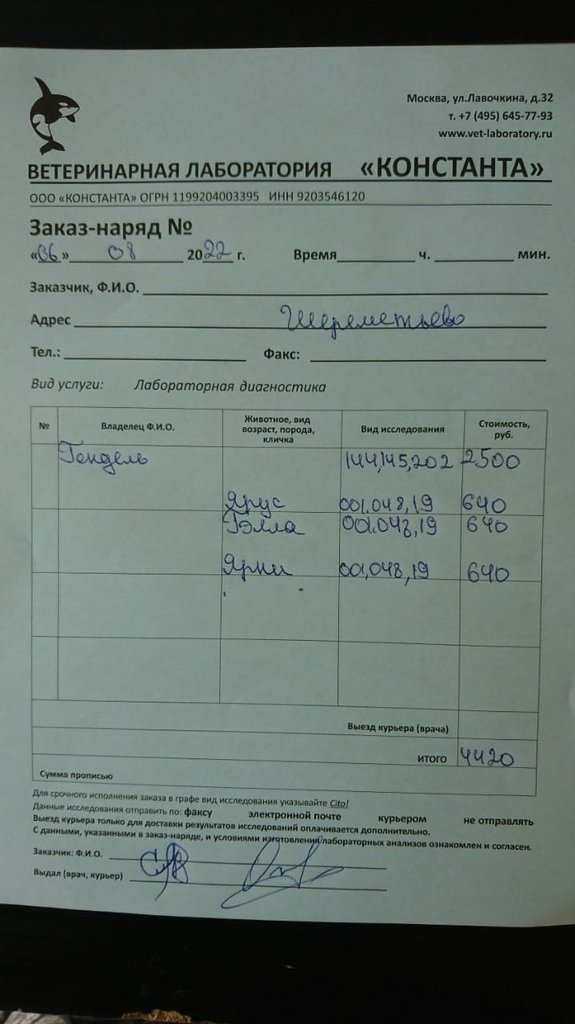 Москва, ул.Лавочкина, д.32
т. +7 (495) 645-77-93
www.vet-laboratory.ru
ВЕТЕРИНАРНАЯ ЛАБОРАТОРИЯ «КОНСТАНТА»
ООО «КОНСТАНТА» ОГРН 1199204003395 ИНН 9203546120
Заказ-наряд №
«06» 08 2022 г. Время ч. мин.
Заказчик, Ф.И.О.
Адрес Шереметьево
Тел.: Факс:
Вид услуги: Лабораторная диагностика
№ Владелец Ф.И.О. Животное, вид возраст, порода, кличка Вид исследования Стоимость, руб.
Гендель 144,145,202 2500
Ярус 001.048,19 640
Гэлла 001.048,19 640
Ярни 001,048,19 640
Выезд курьера (врача)
ИТОГО 4420
Сумма прописью
Для срочного исполнения заказа в графе вид исследования указывайте Cito!
Данные исследования отправить по: факсу электронной почте курьером не отправлять
Выезд курьера только для доставки результатов исследований оплачивается дополнительно.
С данными, указанными в заказ-наряде, и условиями изготовления лабораторных анализов ознакомлен и согласен.
Заказчик: Ф.И.О.
Выдал (врач, курьер)